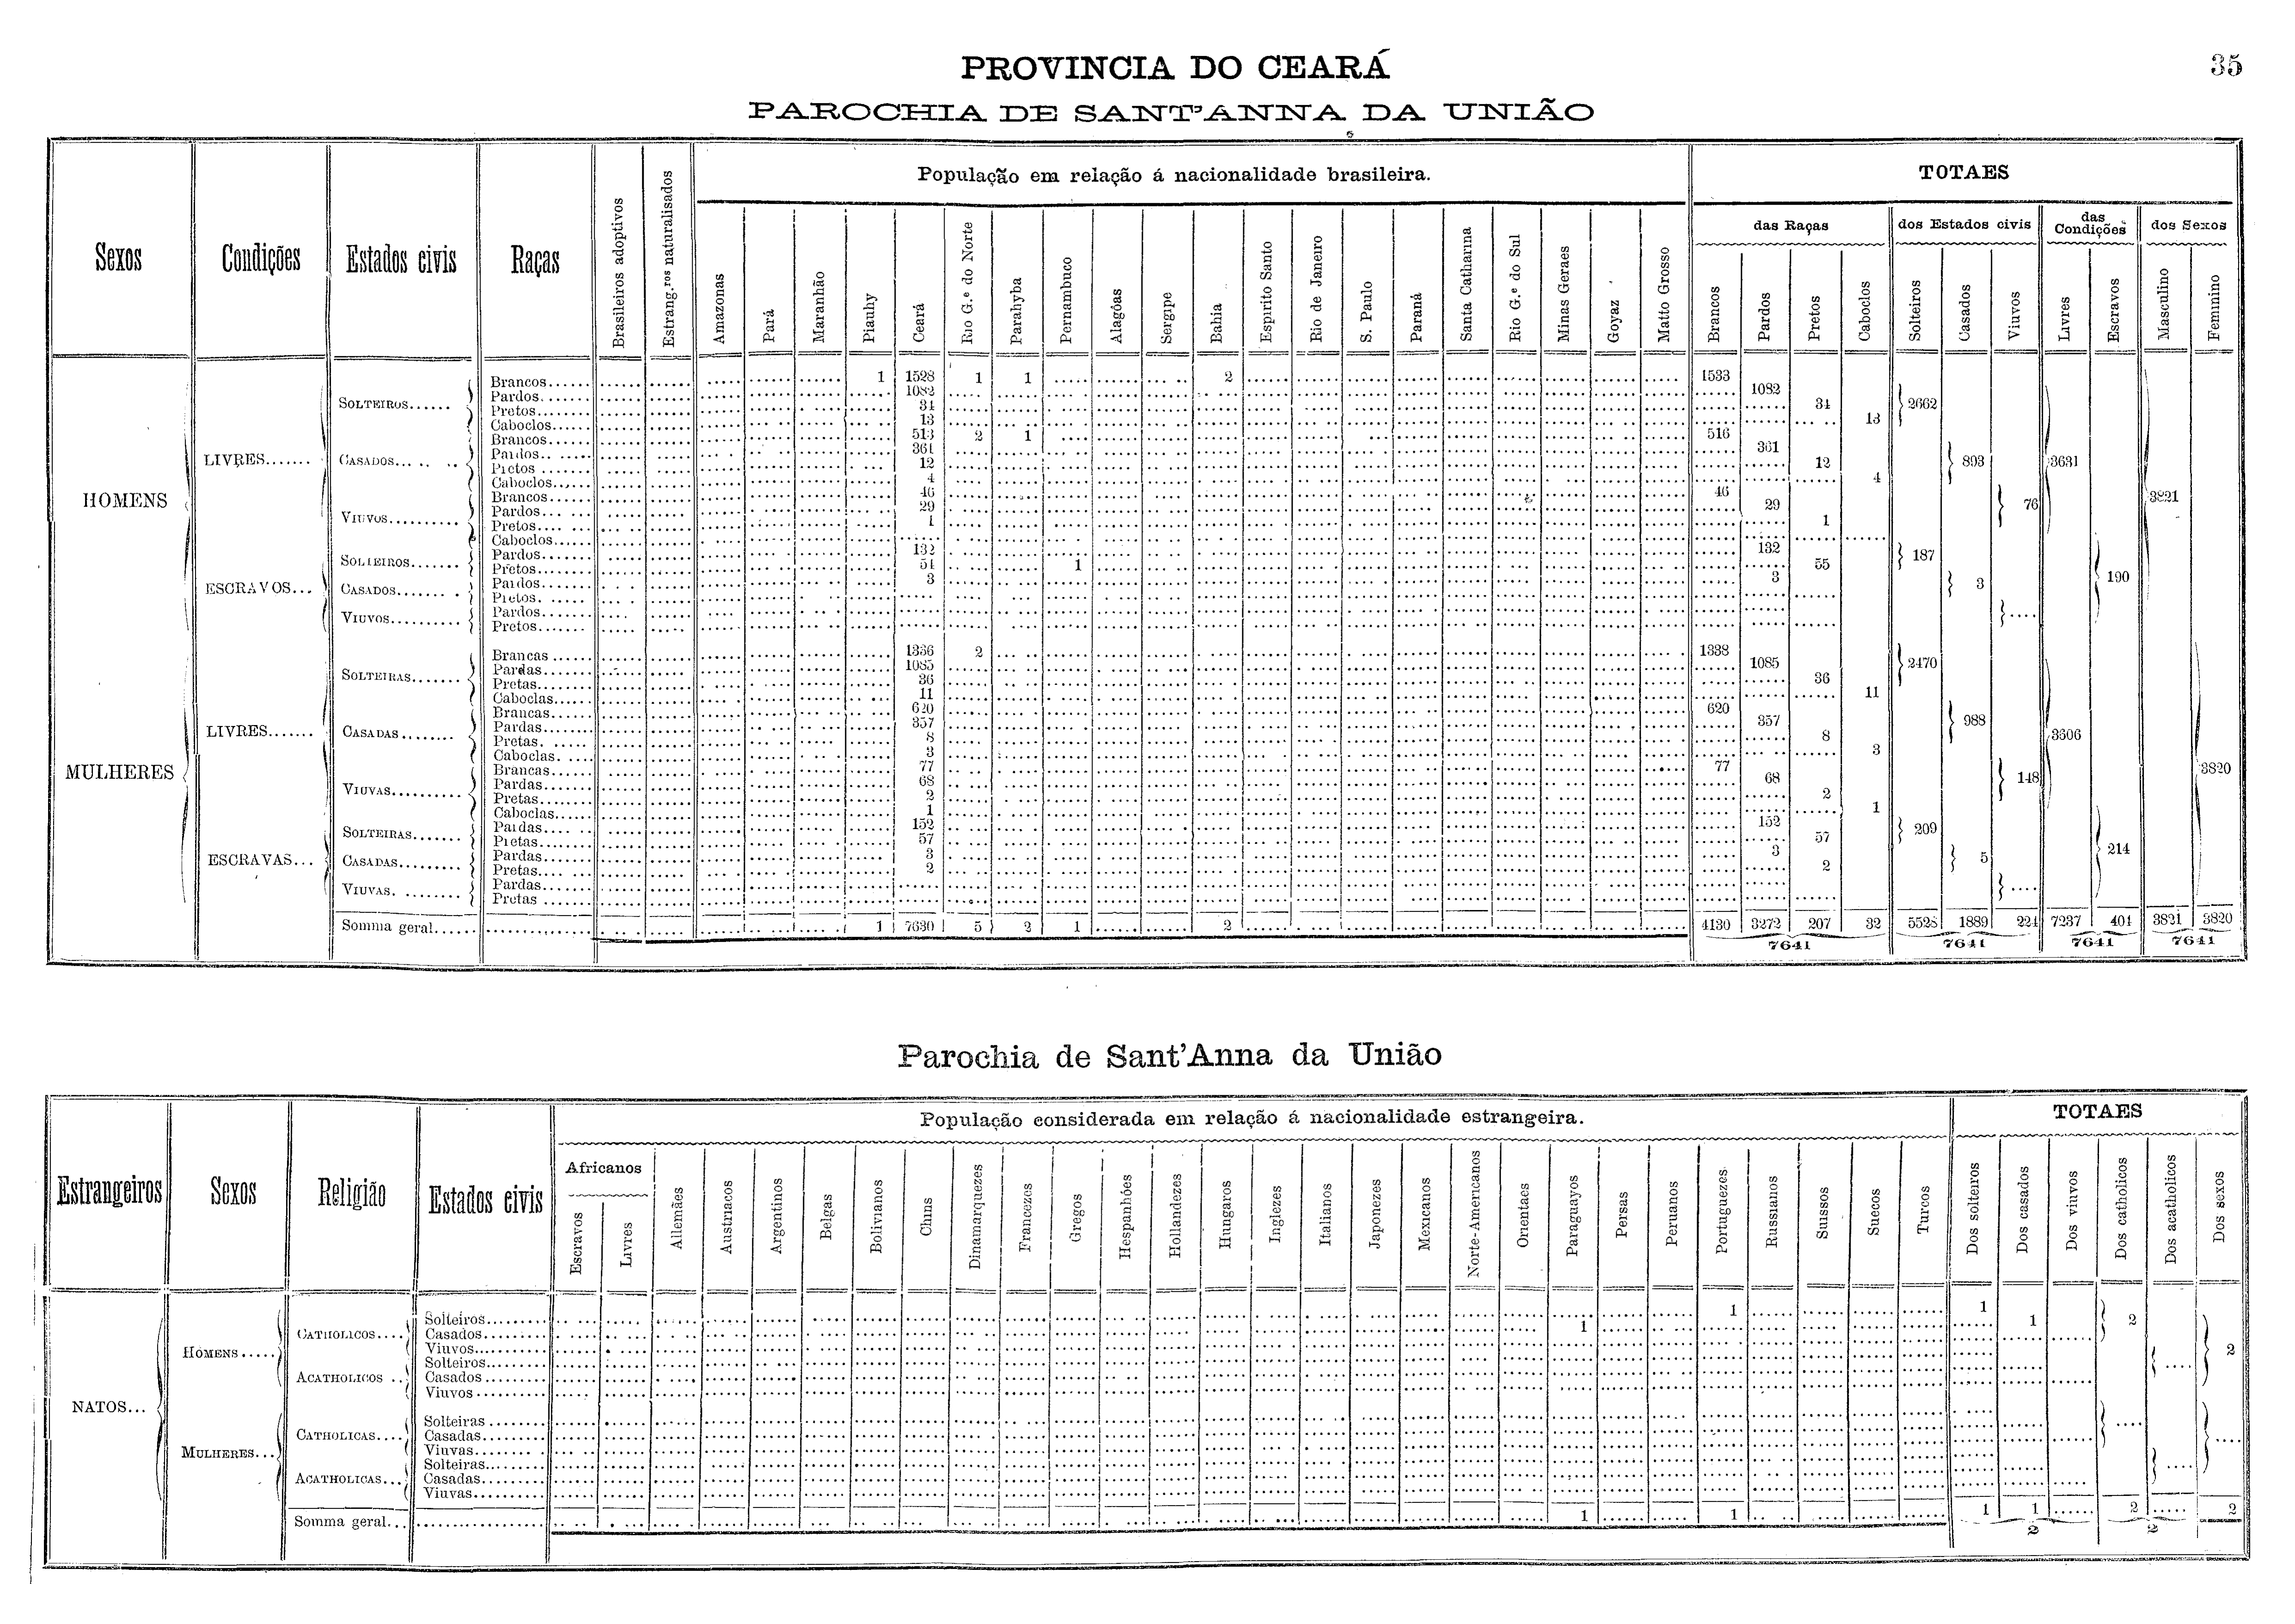 PROVINCIA DO CEARÁ
35
PAROCHIA DE SANT'ANNA DA UNIÃO
Sexos Condições Estados civis Raças Brasileiros adoptivos Estrang.ros naturalisados
População em relação á nacionalidade brasileira.
Amazonas Pará Maranhão Piauhy Ceará Rio G.e do Norte Parahyba Pernambuco Alagôas Sergipe Bahia Espirito Santo Rio de Janeiro S. Paulo Paraná Santa Catharina Rio G.e do Sul Minas Geraes Goyaz Matto Grosso
TOTAES
das Raças dos Estados civis das Condições dos Sexos
Brancos Pardos Pretos Caboclos Solteiros Casados Viuvos Livres Escravos Masculino Feminino
HOMENS
LIVRES
SOLTEIROS 2662
Brancos 1 1528 1 1 2 1533
Pardos 1082 1082
Pretos 34 34
Caboclos 13 13
CASADOS 893 3631
Brancos 513 2 1 516
Pardos 361 361
Pretos 12 12
Caboclos 4 4
VIUVOS 76 3821
Brancos 46 46
Pardos 29 29
Pretos 1 1
Caboclos
ESCRAVOS
SOLTEIROS 187
Pardos 132 132
Pretos 54 1 55
CASADOS 3 190
Pardos 3 3
Pretos
VIUVOS
Pardos
Pretos
MULHERES
LIVRES
SOLTEIRAS 2470
Brancas 1336 2 1338
Pardas 1085 1085
Pretas 36 36
Caboclas 11 11
CASADAS 988 3606
Brancas 620 620
Pardas 357 357
Pretas 8 8
Caboclas 3 3
VIUVAS 148 3820
Brancas 77 77
Pardas 68 68
Pretas 2 2
Caboclas 1 1
ESCRAVAS
SOLTEIRAS 209
Pardas 152 152
Pretas 57 57
CASADAS 5 214
Pardas 3 3
Pretas 2 2
VIUVAS
Pardas
Pretas
Somma geral 1 7630 5 2 1 2 4130 3272 207 32 5528 1889 224 7237 404 3821 3820
7641 7641 7641 7641
Parochia de Sant'Anna da União
Estrangeiros Sexos Religião Estados civis
População considerada em relação á nacionalidade estrangeira.
Africanos
Escravos Livres Allemães Austriacos Argentinos Belgas Bolivianos Chins Dinamarquezes Francezes Gregos Hespanhóes Hollandezes Hungaros Inglezes Italianos Japonezes Mexicanos Norte-Americanos Orientaes Paraguayos Persas Peruanos Portuguezes Russianos Suissos Suecos Turcos
TOTAES
Dos solteiros Dos casados Dos viuvos Dos catholicos Dos acatholicos Dos sexos
NATOS...
HOMENS 2
CATHOLICOS 2
Solteiros 1 1
Casados 1 1
Viuvos
ACATHOLICOS
Solteiros
Casados
Viuvos
MULHERES
CATHOLICAS
Solteiras
Casadas
Viuvas
ACATHOLICAS
Solteiras
Casadas
Viuvas
Somma geral 1 1 1 1 2 2
2 2